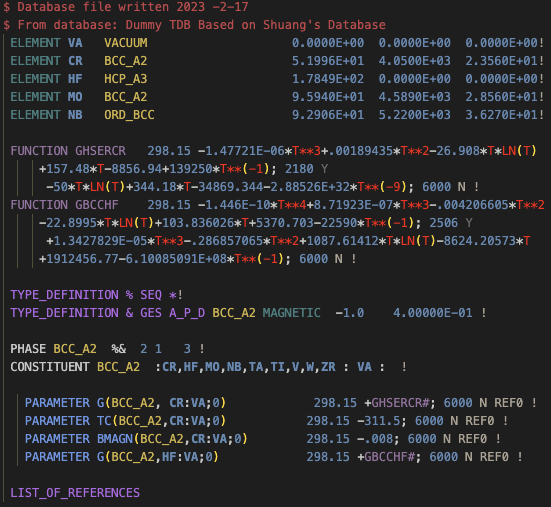 $ Database file written 2023 -2-17
$ From database: Dummy TDB Based on Shuang's Database
ELEMENT VA   VACUUM                    0.0000E+00  0.0000E+00  0.0000E+00!
ELEMENT CR   BCC_A2                    5.1996E+01  4.0500E+03  2.3560E+01!
ELEMENT HF   HCP_A3                    1.7849E+02  0.0000E+00  0.0000E+00!
ELEMENT MO   BCC_A2                    9.5940E+01  4.5890E+03  2.8560E+01!
ELEMENT NB   ORD_BCC                   9.2906E+01  5.2200E+03  3.6270E+01!
FUNCTION GHSERCR   298.15 -1.47721E-06*T**3+.00189435*T**2-26.908*T*LN(T)
+157.48*T-8856.94+139250*T**(-1); 2180 Y
-50*T*LN(T)+344.18*T-34869.344-2.88526E+32*T**(-9); 6000 N !
FUNCTION GBCCHF    298.15 -1.446E-10*T**4+8.71923E-07*T**3-.004206605*T**2
-22.8995*T*LN(T)+103.836026*T+5370.703-22590*T**(-1); 2506 Y
+1.3427829E-05*T**3-.286857065*T**2+1087.61412*T*LN(T)-8624.20573*T
+1912456.77-6.10085091E+08*T**(-1); 6000 N !
TYPE_DEFINITION % SEQ *!
TYPE_DEFINITION & GES A_P_D BCC_A2 MAGNETIC  -1.0    4.00000E-01 !
PHASE BCC_A2  %&  2 1   3 !
CONSTITUENT BCC_A2  :CR,HF,MO,NB,TA,TI,V,W,ZR : VA :  !
PARAMETER G(BCC_A2, CR:VA;0)            298.15 +GHSERCR#; 6000 N REF0 !
PARAMETER TC(BCC_A2,CR:VA;0)           298.15 -311.5; 6000 N REF0 !
PARAMETER BMAGN(BCC_A2,CR:VA;0)        298.15 -.008; 6000 N REF0 !
PARAMETER G(BCC_A2,HF:VA;0)            298.15 +GBCCHF#; 6000 N REF0 !
LIST_OF_REFERENCES